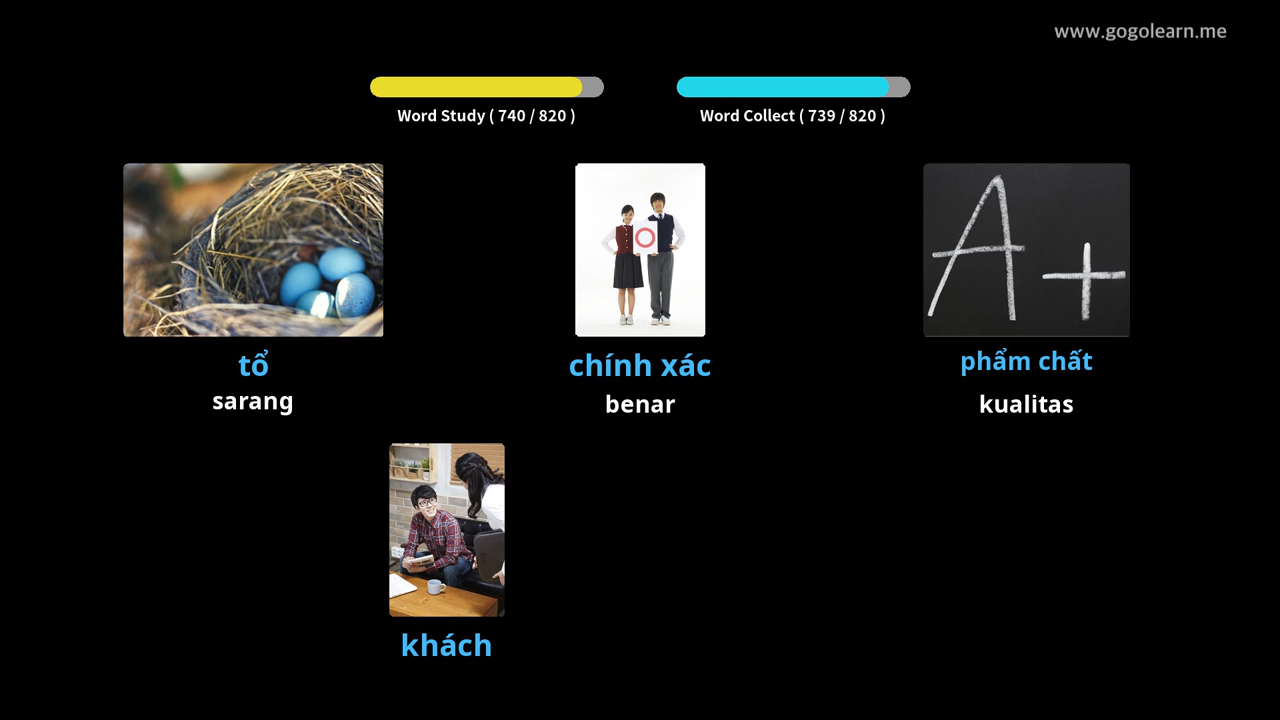 www.gogolearn.me
Word Study ( 740 / 820 )
Word Collect ( 739 / 820 )
A+
tổ
chính xác
phẩm chất
sarang
benar
kualitas
khách